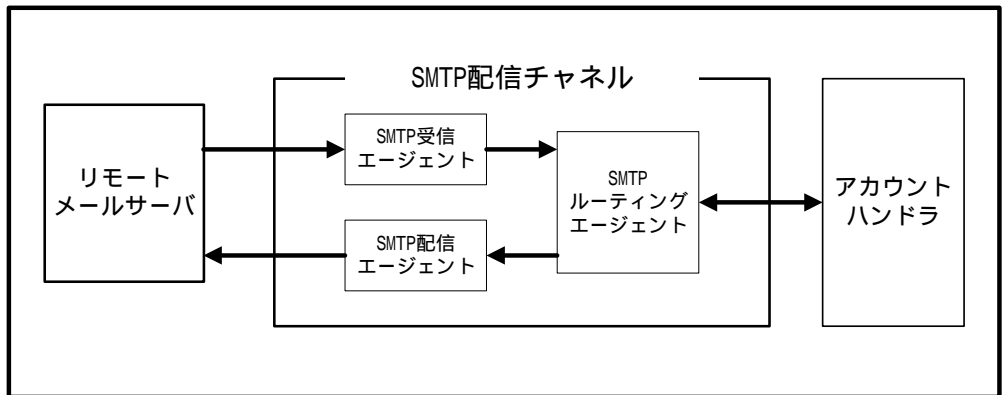 SMTP配信チャネル
リモート
メールサーバ
SMTP受信
エージェント
SMTP配信
エージェント
SMTP
ルーティング
エージェント
アカウント
ハンドラ